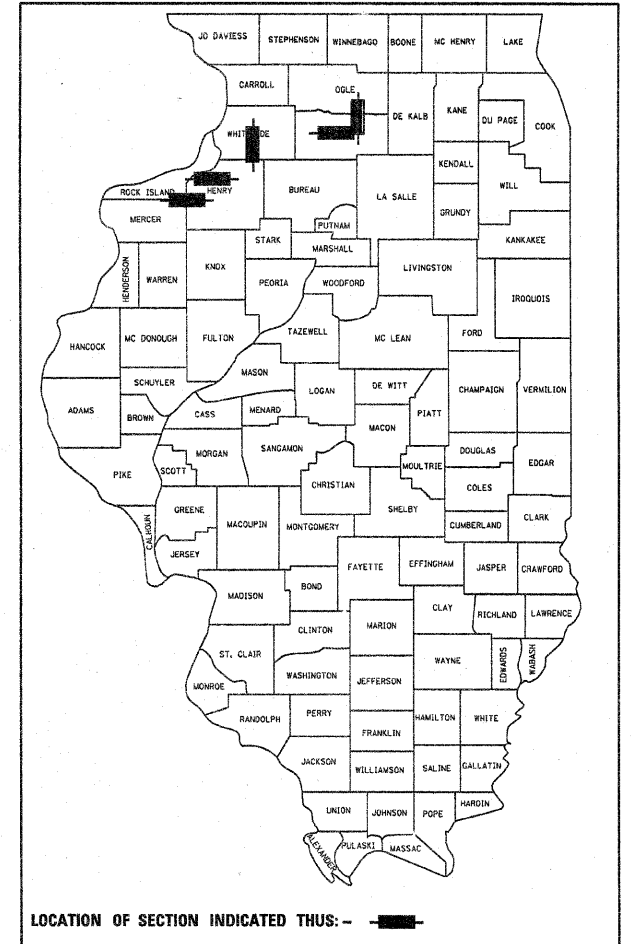 JO DAVIESS STEPHENSON WINNEBAGO BOONE MC HENRY LAKE
CARROLL OGLE
DE KALB KANE DU PAGE COOK
WHIT DE
KENDALL WILL
ROCK ISLAND HENRY BUREAU LA SALLE
MERCER PUTNAM GRUNDY
STARK MARSHALL KANKAKEE
HENDERSON WARREN KNOX PEORIA WOODFORD LIVINGSTON IROQUOIS
HANCOCK MC DONOUGH FULTON TAZEWELL MC LEAN FORD
MASON
SCHUYLER LOGAN DE WITT CHAMPAIGN VERMILION
ADAMS BROWN CASS MENARD MACON PIATT
MORGAN SANGAMON DOUGLAS EDGAR
PIKE SCOTT CHRISTIAN MOULTRIE COLES
GREENE MACOUPIN MONTGOMERY SHELBY CUMBERLAND CLARK
CALHOUN JERSEY
FAYETTE EFFINGHAM JASPER CRAWFORD
MADISON BOND
CLAY RICHLAND LAWRENCE
CLINTON MARION
ST. CLAIR WAYNE EDWARDS WABASH
WASHINGTON JEFFERSON
MONROE
RANDOLPH PERRY HAMILTON WHITE
FRANKLIN
JACKSON WILLIAMSON SALINE GALLATIN
UNION JOHNSON POPE HARDIN
ALEXANDER PULASKI MASSAC
LOCATION OF SECTION INDICATED THUS: -